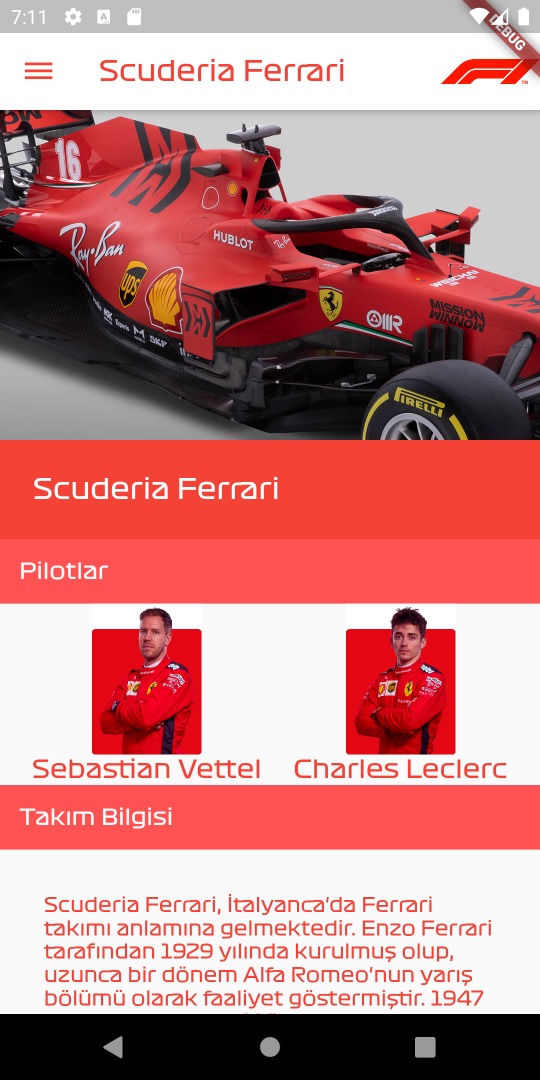 7:11
DEBUG
Scuderia Ferrari
16
Ray-Ban
HUBLOT
ups
MISSION
WINNOW
SKF
PIRELLI
Scuderia Ferrari
Pilotlar
Sebastian Vettel
Charles Leclerc
Takım Bilgisi
Scuderia Ferrari, İtalyanca'da Ferrari
takımı anlamına gelmektedir. Enzo Ferrari
tarafından 1929 yılında kurulmuş olup,
uzunca bir dönem Alfa Romeo'nun yarış
bölümü olarak faaliyet göstermiştir. 1947